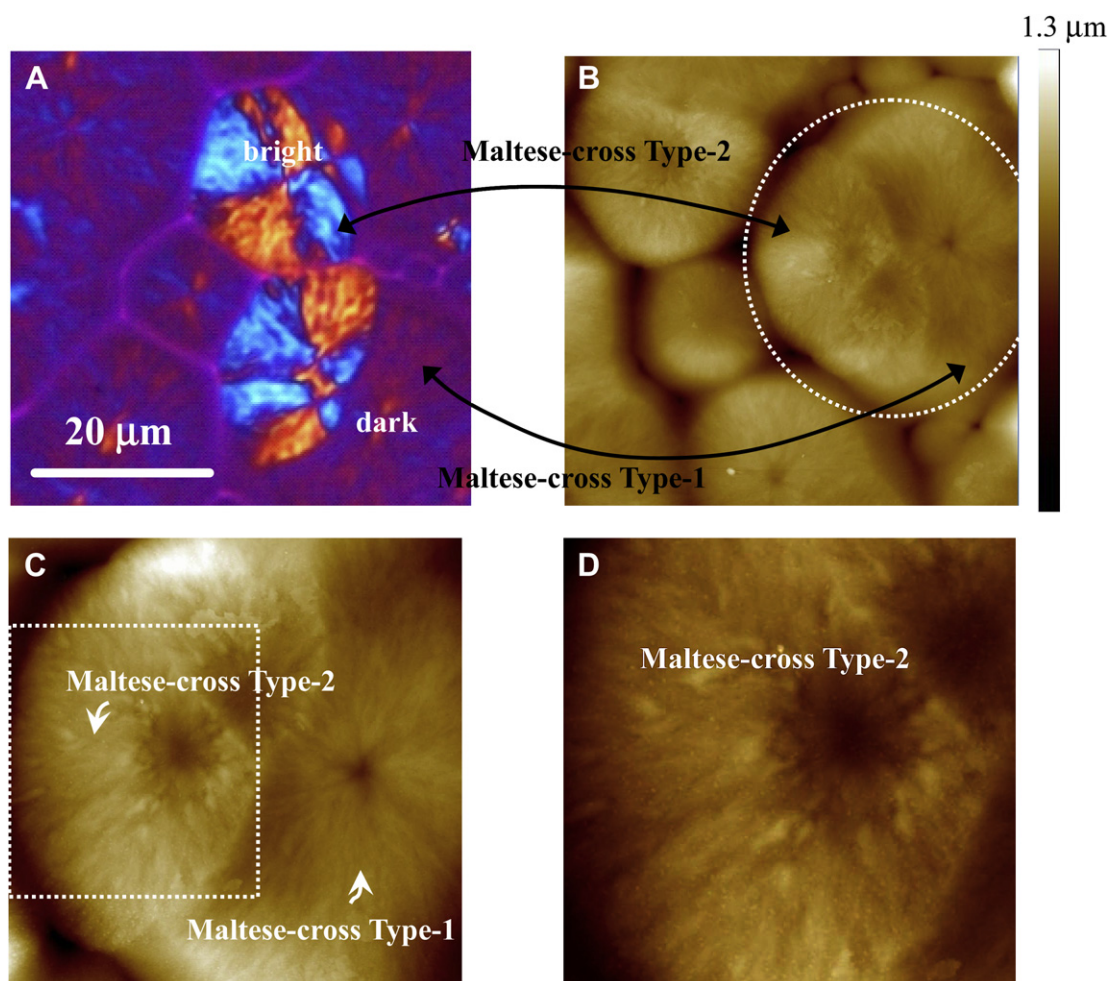 1.3 μm
A
B
bright
Maltese-cross Type-2
dark
20 μm
Maltese-cross Type-1
C
D
Maltese-cross Type-2
Maltese-cross Type-2
Maltese-cross Type-1